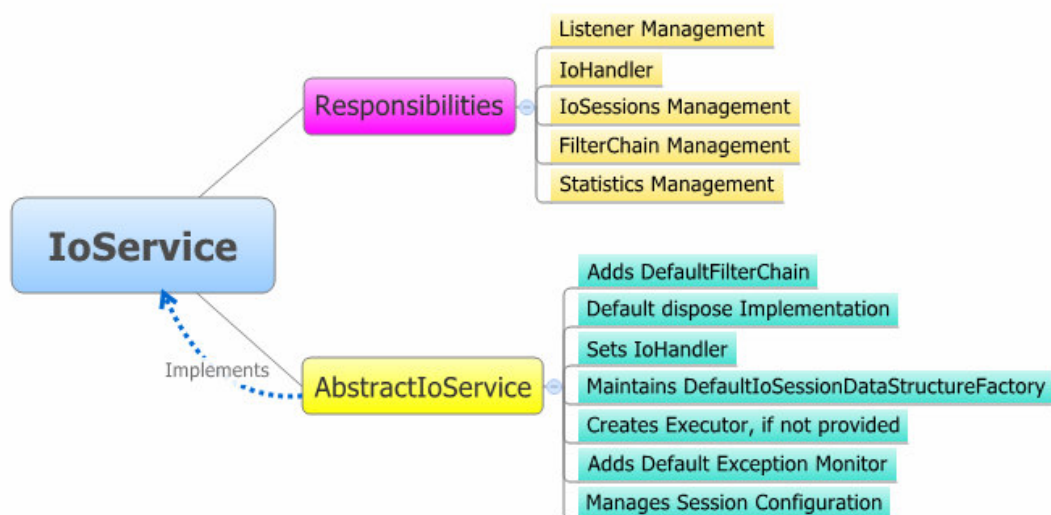 Listener Management
IoHandler
Responsibilities
IoSessions Management
FilterChain Management
Statistics Management
IoService
Adds DefaultFilterChain
Default dispose Implementation
Sets IoHandler
Implements
AbstractIoService
Maintains DefaultIoSessionDataStructureFactory
Creates Executor, if not provided
Adds Default Exception Monitor
Manages Session Configuration